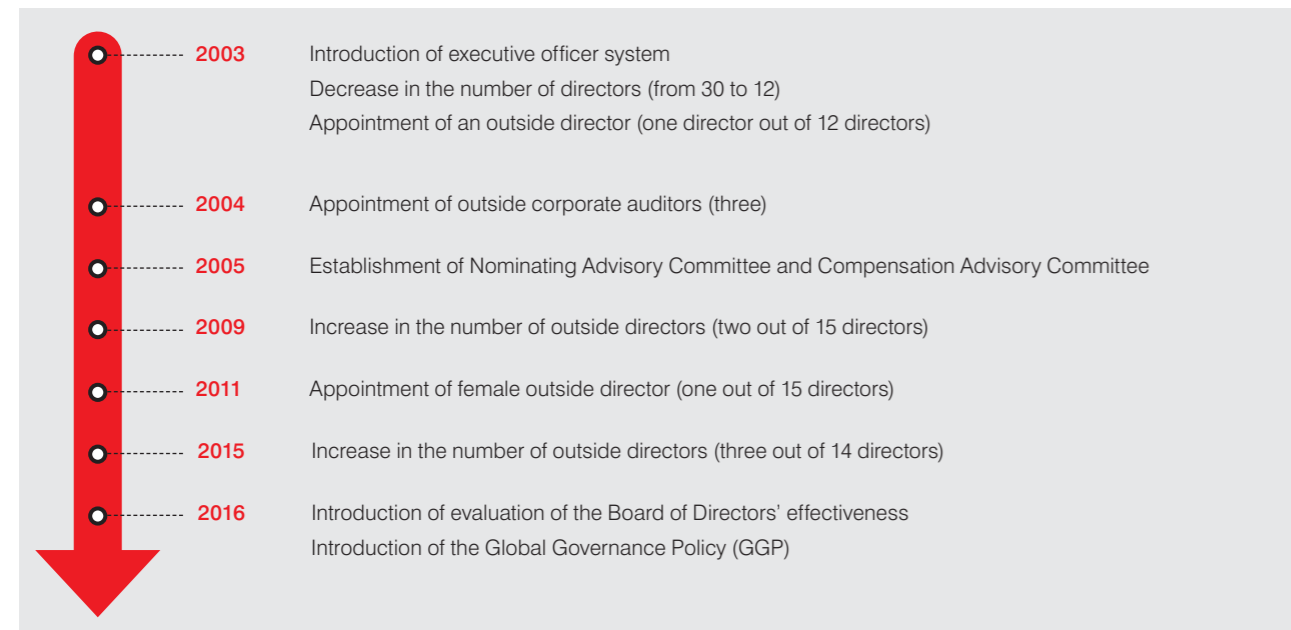 2003 Introduction of executive officer system
Decrease in the number of directors (from 30 to 12)
Appointment of an outside director (one director out of 12 directors)
2004 Appointment of outside corporate auditors (three)
2005 Establishment of Nominating Advisory Committee and Compensation Advisory Committee
2009 Increase in the number of outside directors (two out of 15 directors)
2011 Appointment of female outside director (one out of 15 directors)
2015 Increase in the number of outside directors (three out of 14 directors)
2016 Introduction of evaluation of the Board of Directors’ effectiveness
Introduction of the Global Governance Policy (GGP)